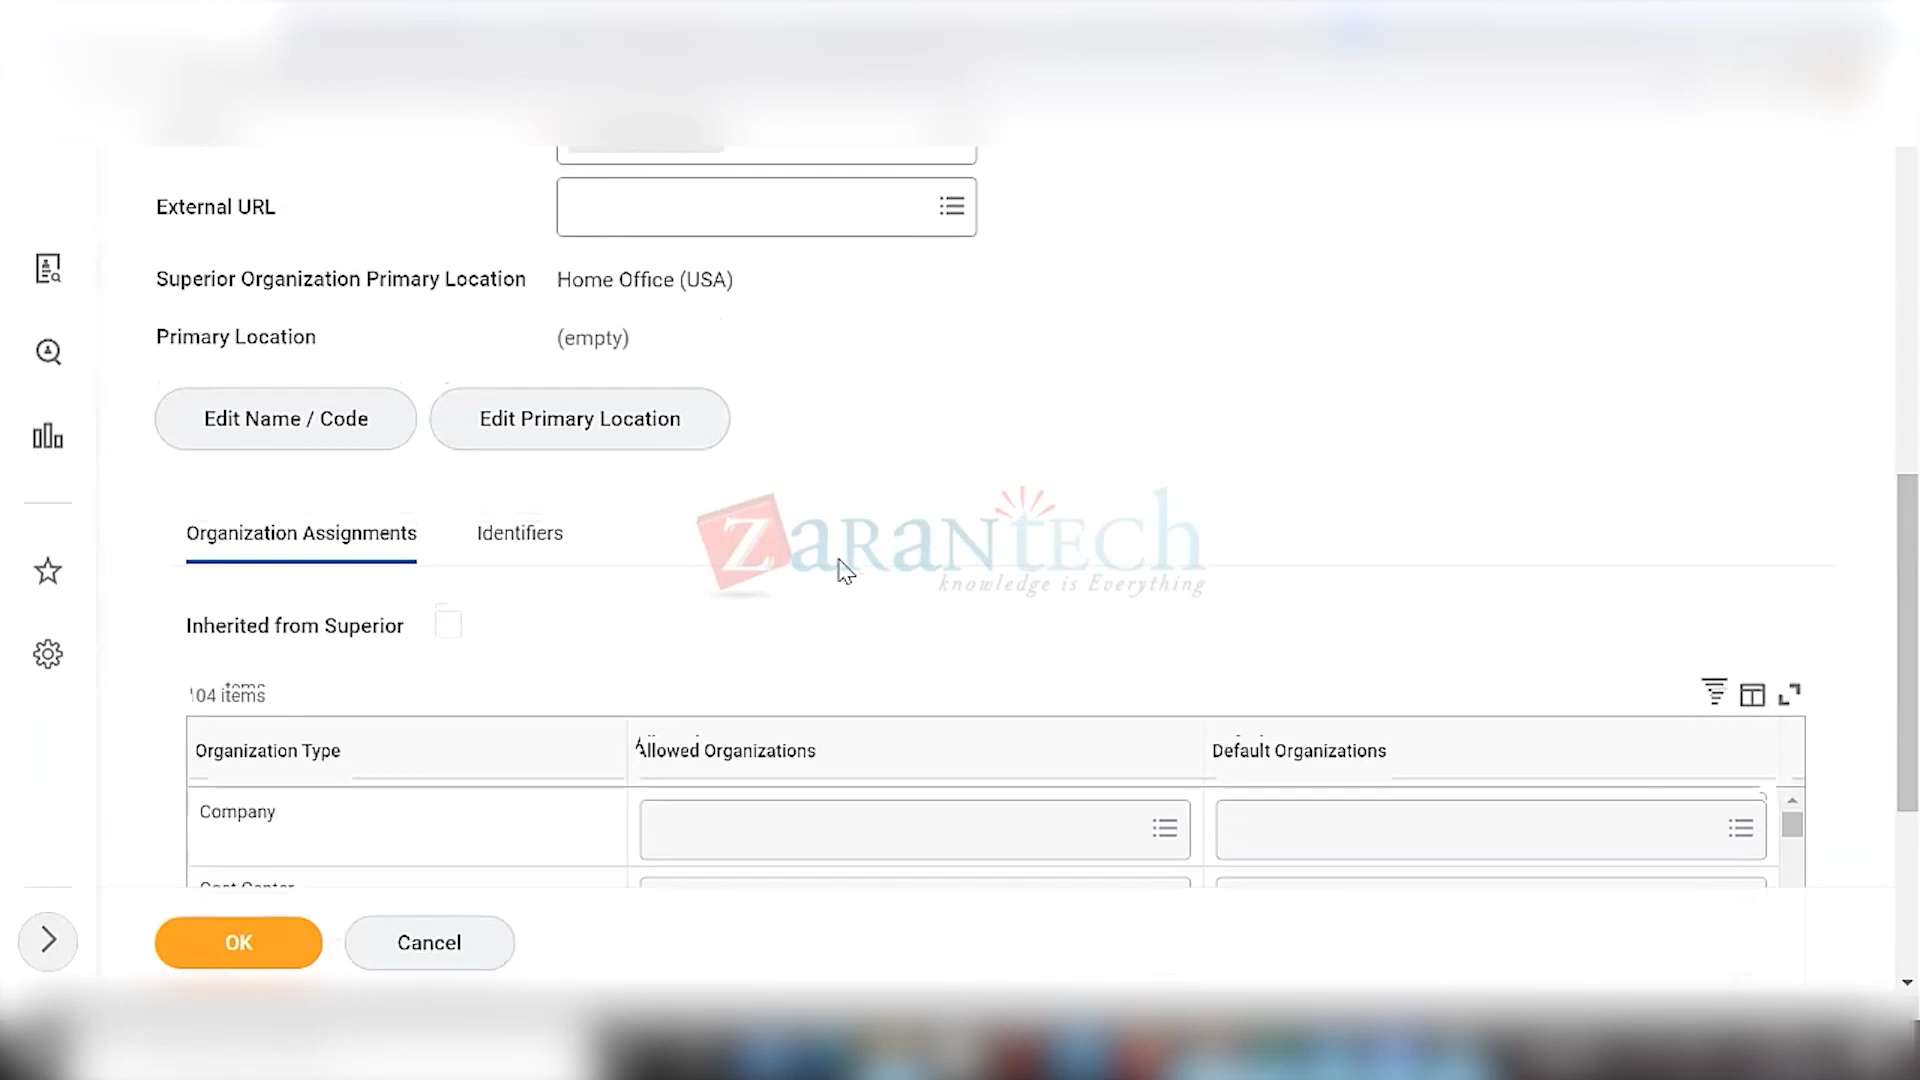 External URL
Superior Organization Primary Location Home Office (USA)
Primary Location (empty)
Edit Name / Code Edit Primary Location
Organization Assignments Identifiers
ZaranTech
knowledge is Everything
Inherited from Superior
104 items
Organization Type Allowed Organizations Default Organizations
Company
Cost Center
OK Cancel